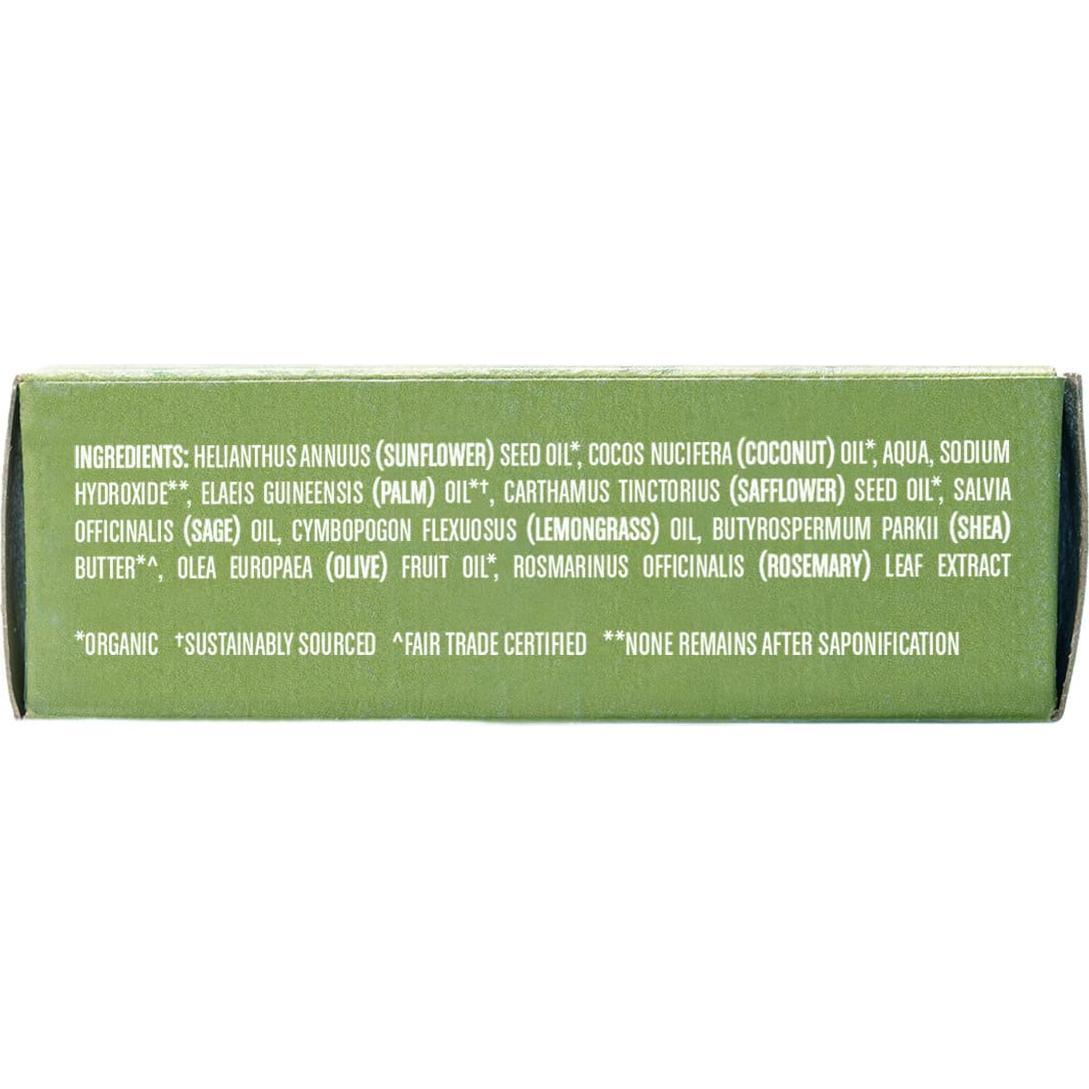 INGREDIENTS: HELIANTHUS ANNUUS (SUNFLOWER) SEED OIL*, COCOS NUCIFERA (COCONUT) OIL*, AQUA, SODIUM
HYDROXIDE**, ELAEIS GUINEENSIS (PALM) OIL*†, CARTHAMUS TINCTORIUS (SAFFLOWER) SEED OIL*, SALVIA
OFFICINALIS (SAGE) OIL, CYMBOPOGON FLEXUOSUS (LEMONGRASS) OIL, BUTYROSPERMUM PARKII (SHEA)
BUTTER*^, OLEA EUROPAEA (OLIVE) FRUIT OIL*, ROSMARINUS OFFICINALIS (ROSEMARY) LEAF EXTRACT
*ORGANIC †SUSTAINABLY SOURCED ^FAIR TRADE CERTIFIED **NONE REMAINS AFTER SAPONIFICATION